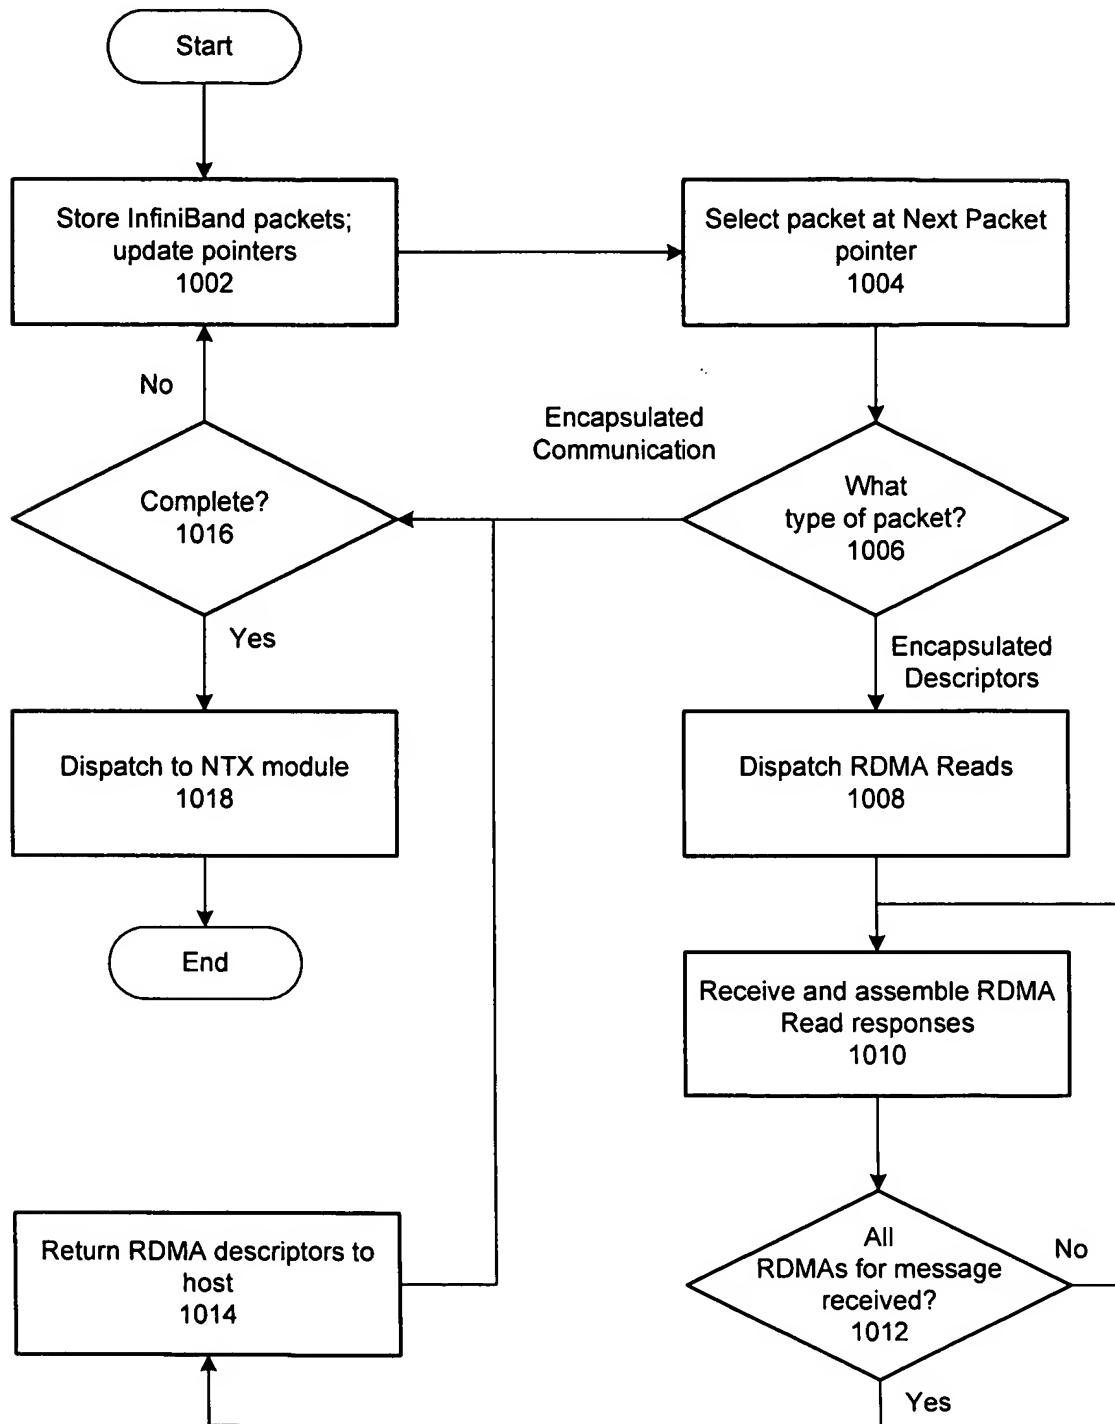 Start
Store InfiniBand packets;
update pointers
1002
Select packet at Next Packet
pointer
1004
No
Encapsulated
Communication
Complete?
1016
What
type of packet?
1006
Yes
Encapsulated
Descriptors
Dispatch to NTX module
1018
Dispatch RDMA Reads
1008
End
Receive and assemble RDMA
Read responses
1010
Return RDMA descriptors to
host
1014
All
RDMAs for message
received?
1012
No
Yes